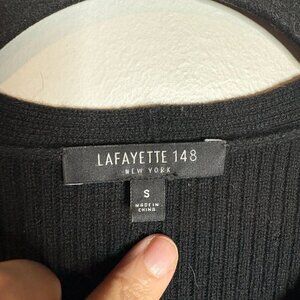 LAFAYETTE 148
NEW YORK
S
MADE IN
CHINA